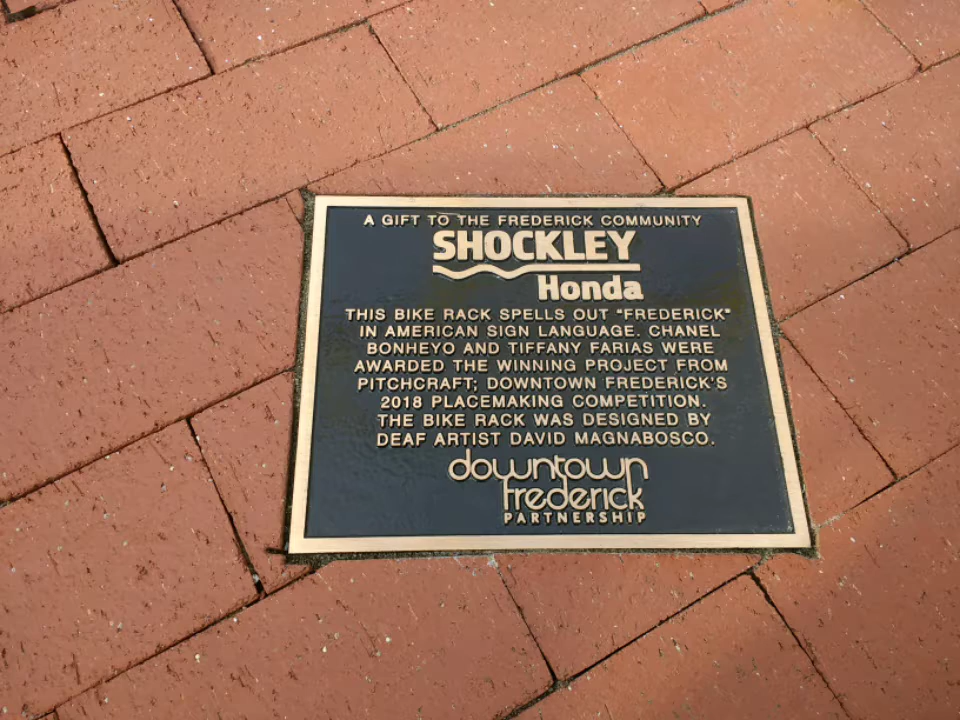 A GIFT TO THE FREDERICK COMMUNITY
SHOCKLEY
Honda
THIS BIKE RACK SPELLS OUT "FREDERICK"
IN AMERICAN SIGN LANGUAGE. CHANEL
BONHEYO AND TIFFANY FARIAS WERE
AWARDED THE WINNING PROJECT FROM
PITCHCRAFT; DOWNTOWN FREDERICK'S
2018 PLACEMAKING COMPETITION.
THE BIKE RACK WAS DESIGNED BY
DEAF ARTIST DAVID MAGNABOSCO.
downtown
frederick
PARTNERSHIP